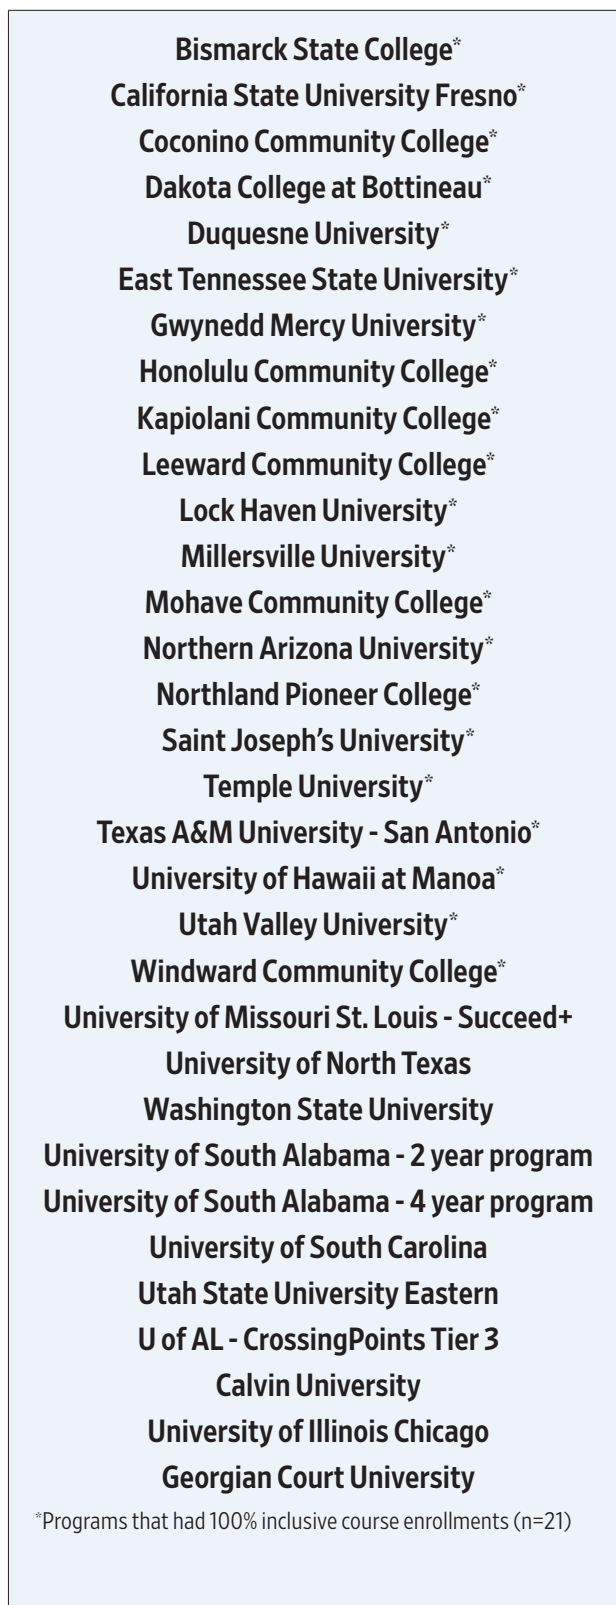 Bismarck State College*
California State University Fresno*
Coconino Community College*
Dakota College at Bottineau*
Duquesne University*
East Tennessee State University*
Gwynedd Mercy University*
Honolulu Community College*
Kapiolani Community College*
Leeward Community College*
Lock Haven University*
Millersville University*
Mohave Community College*
Northern Arizona University*
Northland Pioneer College*
Saint Joseph’s University*
Temple University*
Texas A&M University - San Antonio*
University of Hawaii at Manoa*
Utah Valley University*
Windward Community College*
University of Missouri St. Louis - Succeed+
University of North Texas
Washington State University
University of South Alabama - 2 year program
University of South Alabama - 4 year program
University of South Carolina
Utah State University Eastern
U of AL - CrossingPoints Tier 3
Calvin University
University of Illinois Chicago
Georgian Court University
*Programs that had 100% inclusive course enrollments (n=21)